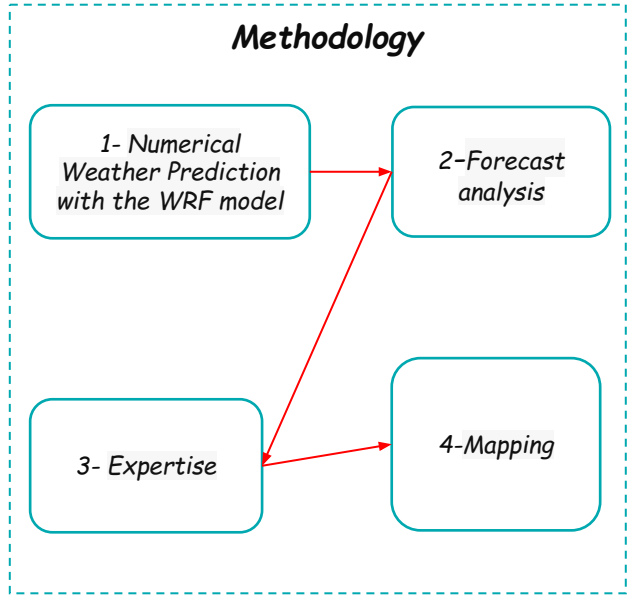 Methodology
1- Numerical
Weather Prediction
with the WRF model
2–Forecast
analysis
3- Expertise
4-Mapping